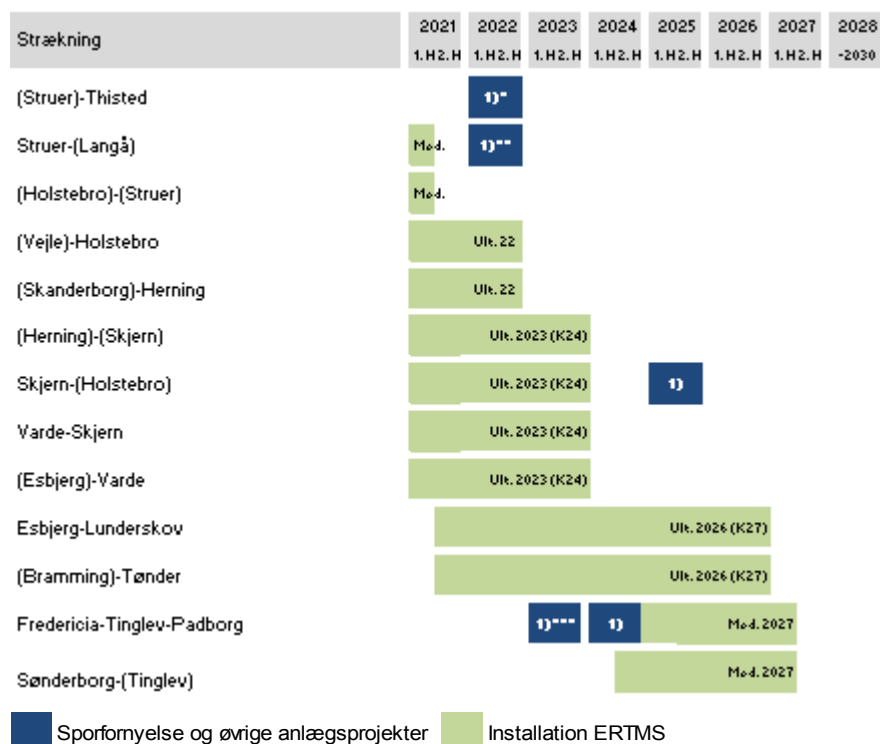 Strækning 2021 2022 2023 2024 2025 2026 2027 2028
1.H 2.H 1.H 2.H 1.H 2.H 1.H 2.H 1.H 2.H 1.H 2.H 1.H 2.H -2030
(Struer)-Thisted 1)*
Struer-(Langå) Med. 1)**
(Holstebro)-(Struer) Med.
(Vejle)-Holstebro Ult. 22
(Skanderborg)-Herning Ult. 22
(Herning)-(Skjern) Ult. 2023 (K24)
Skjern-(Holstebro) Ult. 2023 (K24) 1)
Varde-Skjern Ult. 2023 (K24)
(Esbjerg)-Varde Ult. 2023 (K24)
Esbjerg-Lunderskov Ult. 2026 (K27)
(Bramming)-Tønder Ult. 2026 (K27)
Fredericia-Tinglev-Padborg 1)*** 1) Med. 2027
Sønderborg-(Tinglev) Med. 2027
Sporfornyelse og øvrige anlægsprojekter Installation ERTMS